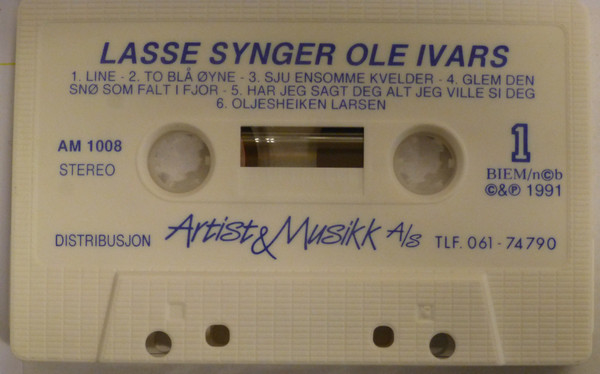 LASSE SYNGER OLE IVARS
1. LINE - 2. TO BLÅ ØYNE - 3. SJU ENSOMME KVELDER - 4. GLEM DEN
SNØ SOM FALT I FJOR - 5. HAR JEG SAGT DEG ALT JEG VILLE SI DEG
6. OLJESHEIKEN LARSEN
AM 1008
STEREO
1
BIEM/n©b
©&℗ 1991
DISTRIBUSJON Artist & Musikk A/s TLF. 061-74790